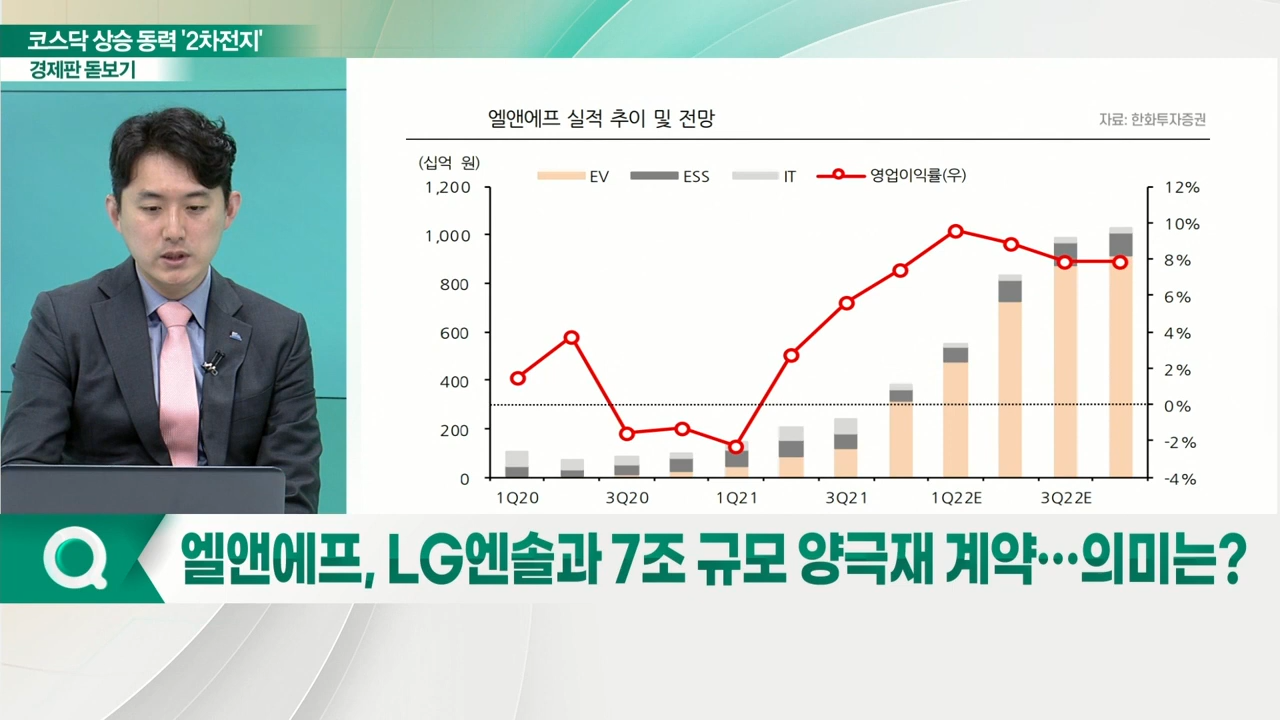 코스닥 상승 동력 '2차전지'
경제판 돋보기
엘앤에프 실적 추이 및 전망
자료: 한화투자증권
(십억 원)
EV ESS IT 영업이익률(우)
1,200
1,000
800
600
400
200
0
12%
10%
8%
6%
4%
2%
0%
-2%
-4%
1Q20 3Q20 1Q21 3Q21 1Q22E 3Q22E
Q 엘앤에프, LG엔솔과 7조 규모 양극재 계약…의미는?